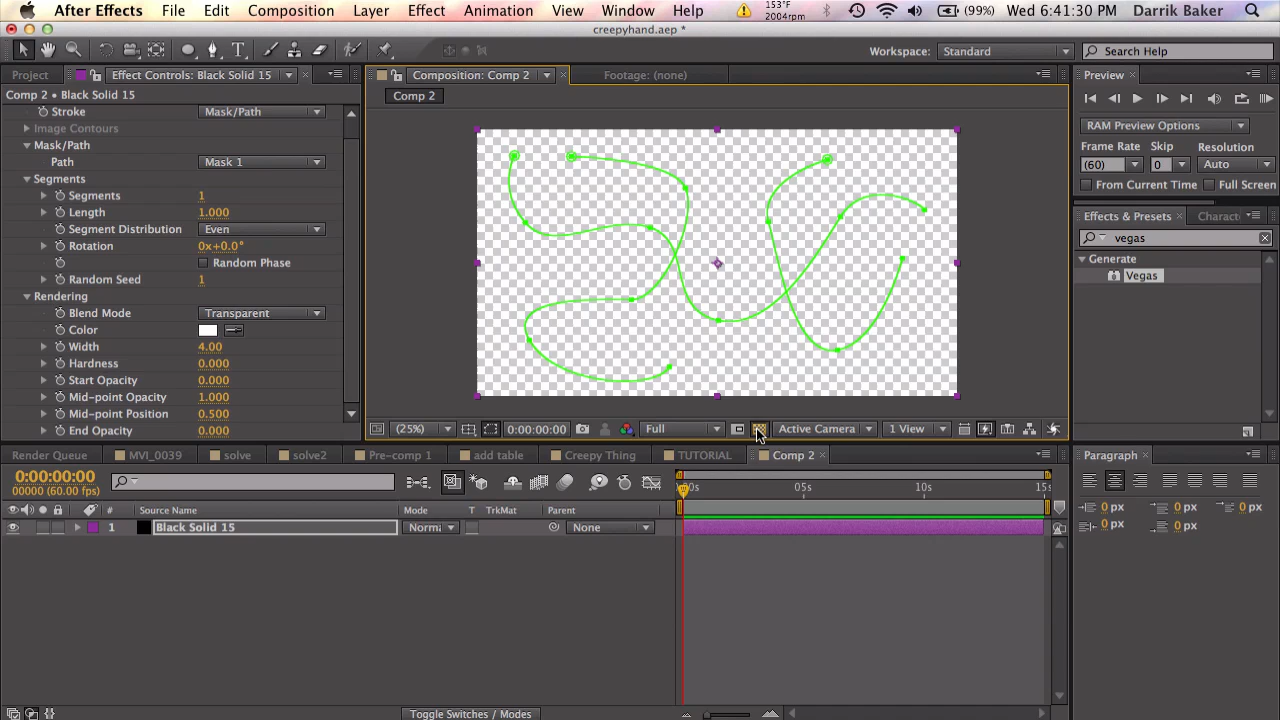 After Effects File Edit Composition Layer Effect Animation View Window Help 153°F 2004rpm (99%) Wed 6:41:30 PM Darrik Baker
creepyhand.aep *
Workspace: Standard Search Help
Project Effect Controls: Black Solid 15 Composition: Comp 2 Footage: (none) Preview
Comp 2 • Black Solid 15 Comp 2
Stroke Mask/Path
Image Contours
Mask/Path
Path Mask 1
Segments
Segments 1
Length 1.000
Segment Distribution Even
Rotation 0x+0.0°
Random Phase
Random Seed 1
Rendering
Blend Mode Transparent
Color
Width 4.00
Hardness 0.000
Start Opacity 0.000
Mid-point Opacity 1.000
Mid-point Position 0.500
End Opacity 0.000
(25%) 0:00:00:00 Full Active Camera 1 View
RAM Preview Options
Frame Rate Skip Resolution
(60) 0 Auto
From Current Time Full Screen
Effects & Presets Charact
vegas
Generate
Vegas
Render Queue MVI_0039 solve solve2 Pre-comp 1 add table Creepy Thing TUTORIAL Comp 2
0:00:00:00
00000 (60.00 fps)
# Source Name Mode T TrkMat Parent
1 Black Solid 15 Norma None
0s 05s 10s 15s
Toggle Switches / Modes
Paragraph
0 px 0 px 0 px
0 px 0 px